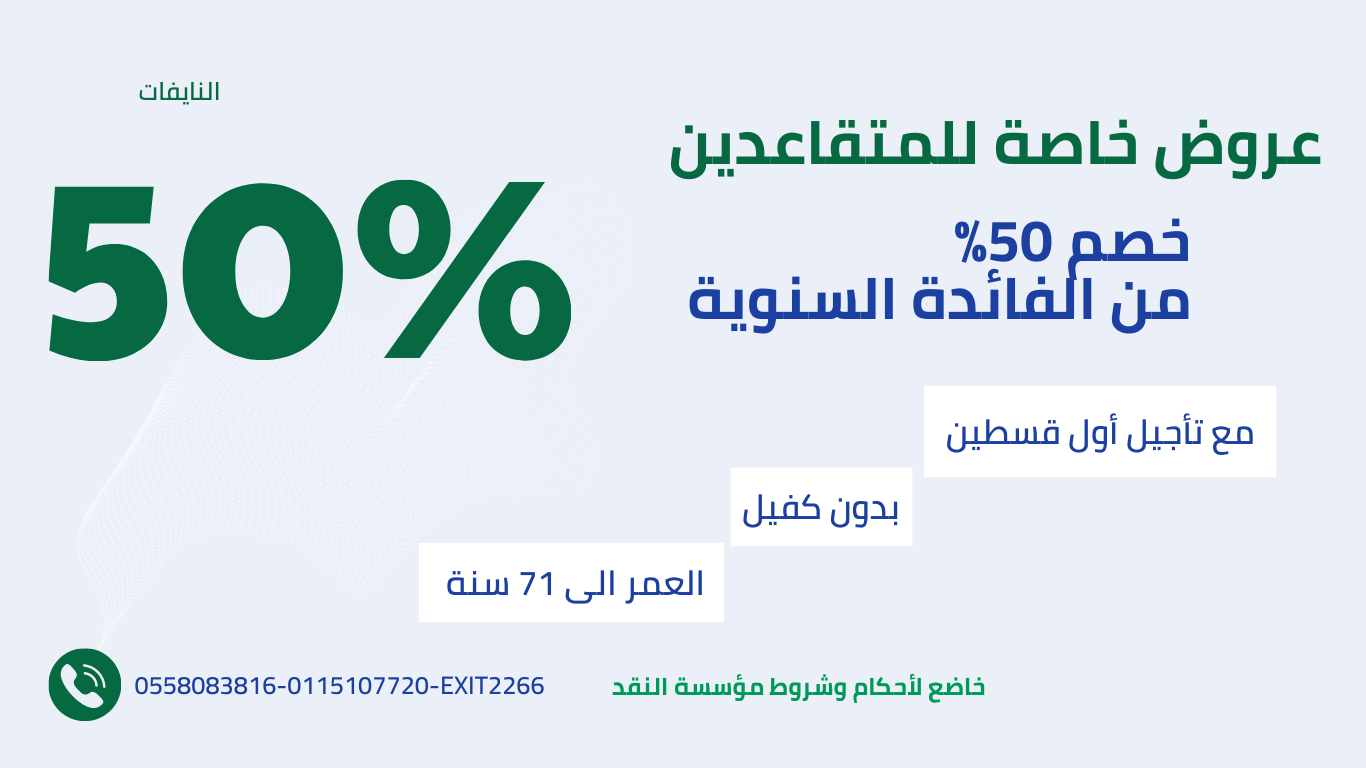 النايفات
عروض خاصة للمتقاعدين
50%
خصم 50%
من الفائدة السنوية
مع تأجيل أول قسطين
بدون كفيل
العمر الى 71 سنة
خاضع لأحكام وشروط مؤسسة النقد
0558083816-0115107720-EXIT2266